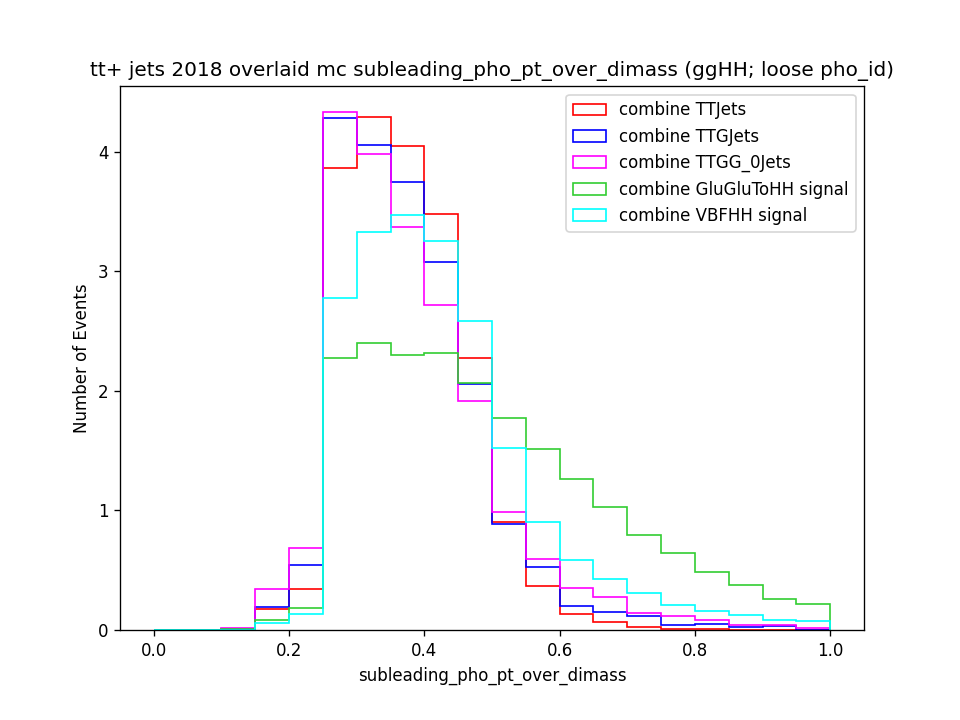 tt+ jets 2018 overlaid mc subleading_pho_pt_over_dimass (ggHH; loose pho_id)
combine TTJets
combine TTGJets
combine TTGG_0Jets
combine GluGluToHH signal
combine VBFHH signal
Number of Events
4
3
2
1
0
0.0 0.2 0.4 0.6 0.8 1.0
subleading_pho_pt_over_dimass